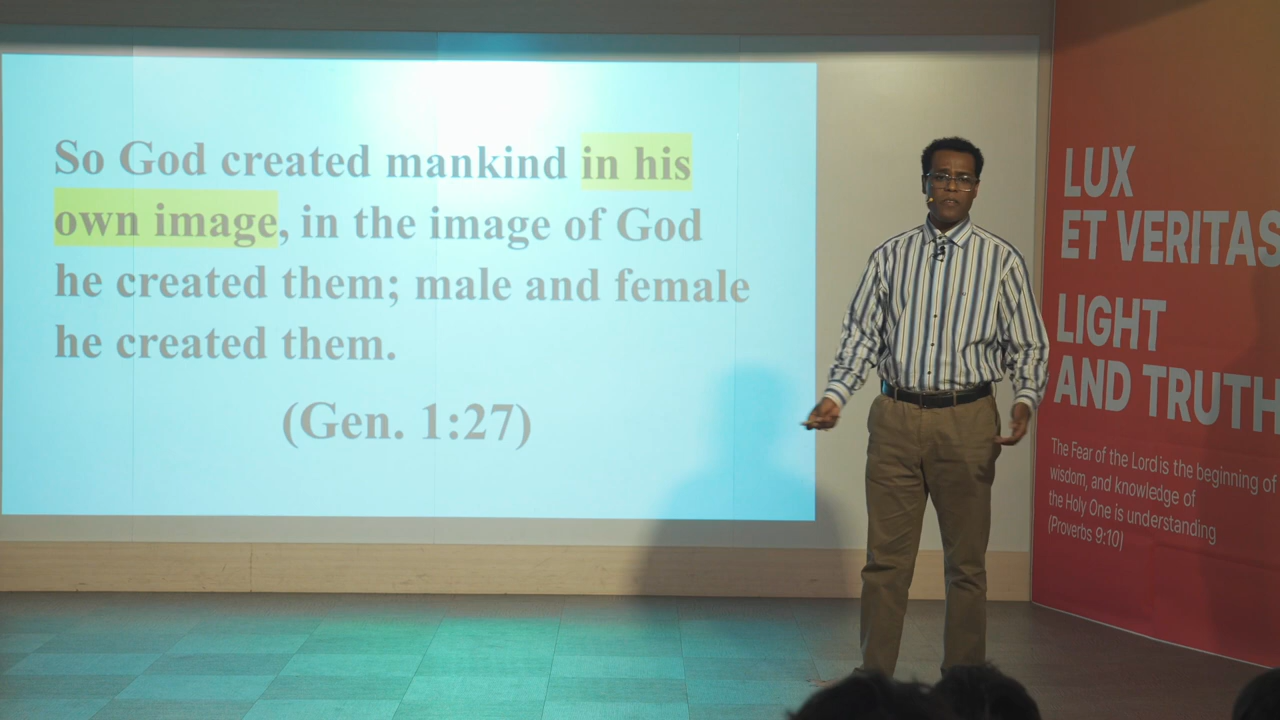 So God created mankind in his
own image, in the image of God
he created them; male and female
he created them.
(Gen. 1:27)
LUX
ET VERITAS
LIGHT
AND TRUTH
The Fear of the Lord is the beginning of
wisdom, and knowledge of
the Holy One is understanding
(Proverbs 9:10)